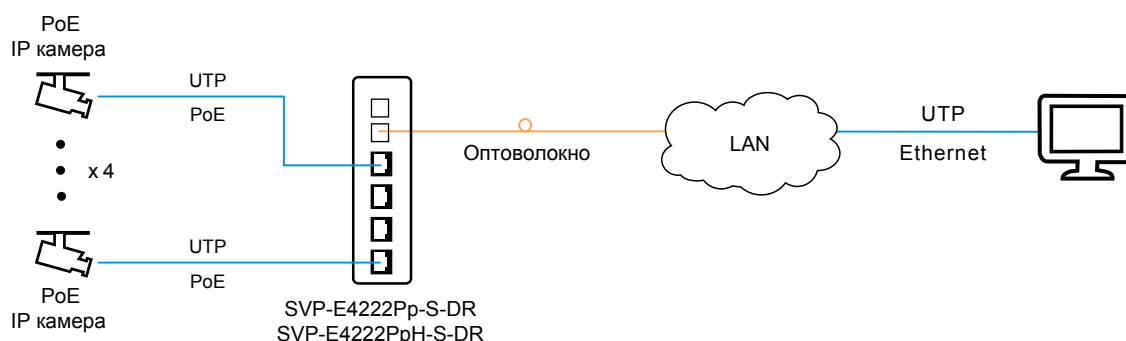 PoE
IP камера
UTP
PoE
x 4
UTP
PoE
PoE
IP камера
SVP-E4222Pp-S-DR
SVP-E4222PpH-S-DR
Оптоволокно
LAN
UTP
Ethernet